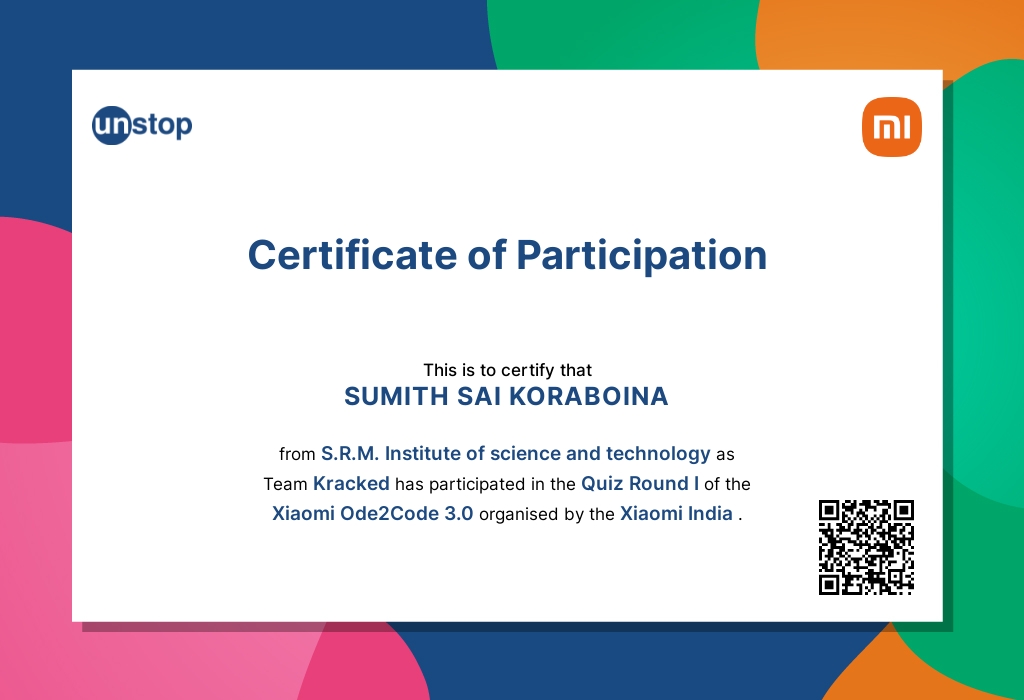 unstop
mi
Certificate of Participation
This is to certify that
SUMITH SAI KORABOINA
from S.R.M. Institute of science and technology as
Team Kracked has participated in the Quiz Round I of the
Xiaomi Ode2Code 3.0 organised by the Xiaomi India .